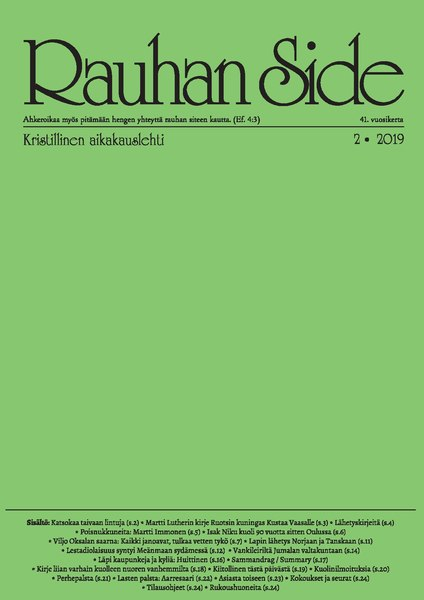 Rauhan Side
Ahkeroikaa myös pitämään hengen yhteyttä rauhan siteen kautta. (Ef. 4:3) 41. vuosikerta
Kristillinen aikakauslehti 2 • 2019
Sisältö: Katsokaa taivaan lintuja (s.2) • Martti Lutherin kirje Ruotsin kuningas Kustaa Vaasalle (s.3) • Lähetyskirjeitä (s.4)
• Poisnukkuneita: Martti Immonen (s.5) • Isak Niku kuoli 90 vuotta sitten Oulussa (s.6)
• Viljo Oksalan saarna: Kaikki janoavat, tulkaa vetten tykö (s.7) • Lapin lähetys Norjaan ja Tanskaan (s.11)
• Lestadiolaisuus syntyi Meänmaan sydämessä (s.12) • Vankileiriltä Jumalan valtakuntaan (s.14)
• Läpi kaupunkeja ja kyliä: Huittinen (s.16) • Sammandrag / Summary (s.17)
• Kirje liian varhain kuolleen nuoren vanhemmilta (s.18) • Kiitollinen tästä päivästä (s.19) • Kuolinilmoituksia (s.20)
• Perhepalsta (s.21) • Lasten palsta: Aarresaari (s.22) • Asiasta toiseen (s.23) • Kokoukset ja seurat (s.24)
• Tilausohjeet (s.24) • Rukoushuoneita (s.24)